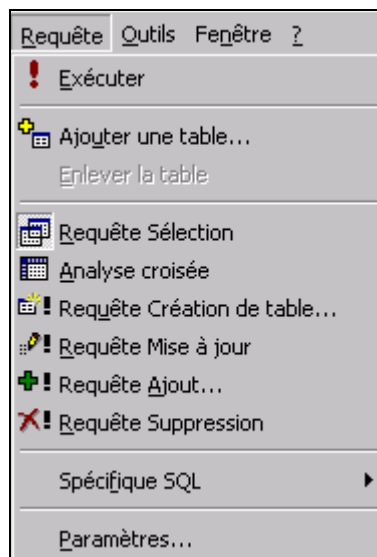 Requête Outils Fenêtre ?
Exécuter
Ajouter une table...
Enlever la table
Requête Sélection
Analyse croisée
Requête Création de table...
Requête Mise à jour
Requête Ajout...
Requête Suppression
Spécifique SQL
Paramètres...